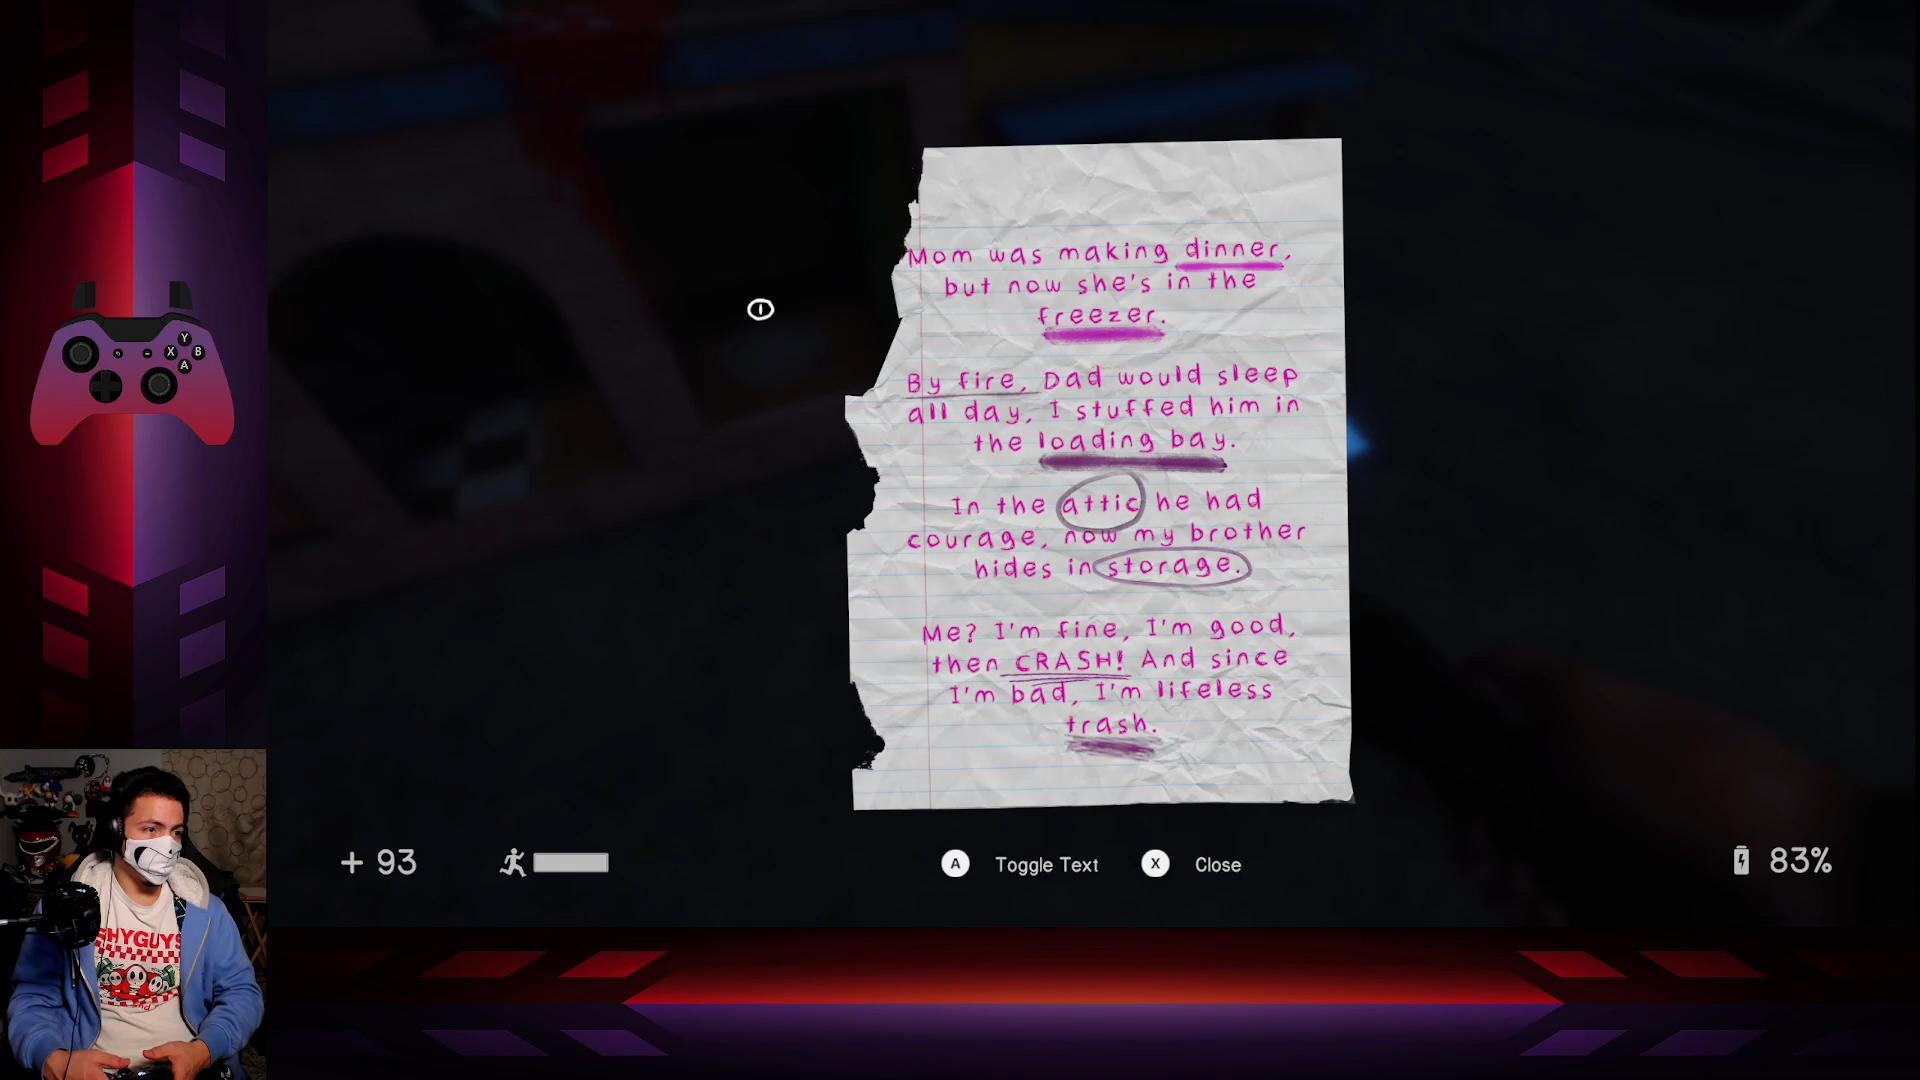 Mom was making dinner,
but now she's in the
freezer.
By fire, Dad would sleep
all day, I stuffed him in
the loading bay.
In the attic he had
courage, now my brother
hides in storage.
Me? I'm fine, I'm good,
then CRASH! And since
I'm bad, I'm lifeless
trash.
+ 93
A Toggle Text X Close
83%
Y
X B
A
SHYGUYS